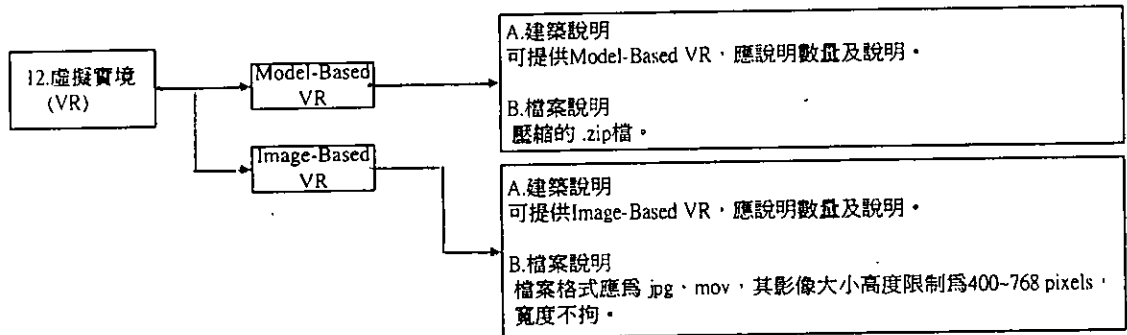 12.虛擬實境
(VR)
Model-Based
VR
A.建築說明
可提供Model-Based VR，應說明數量及說明。
B.檔案說明
壓縮的 .zip檔。
Image-Based
VR
A.建築說明
可提供Image-Based VR，應說明數量及說明。
B.檔案說明
檔案格式應爲 jpg、mov，其影像大小高度限制爲400~768 pixels，
寬度不拘。